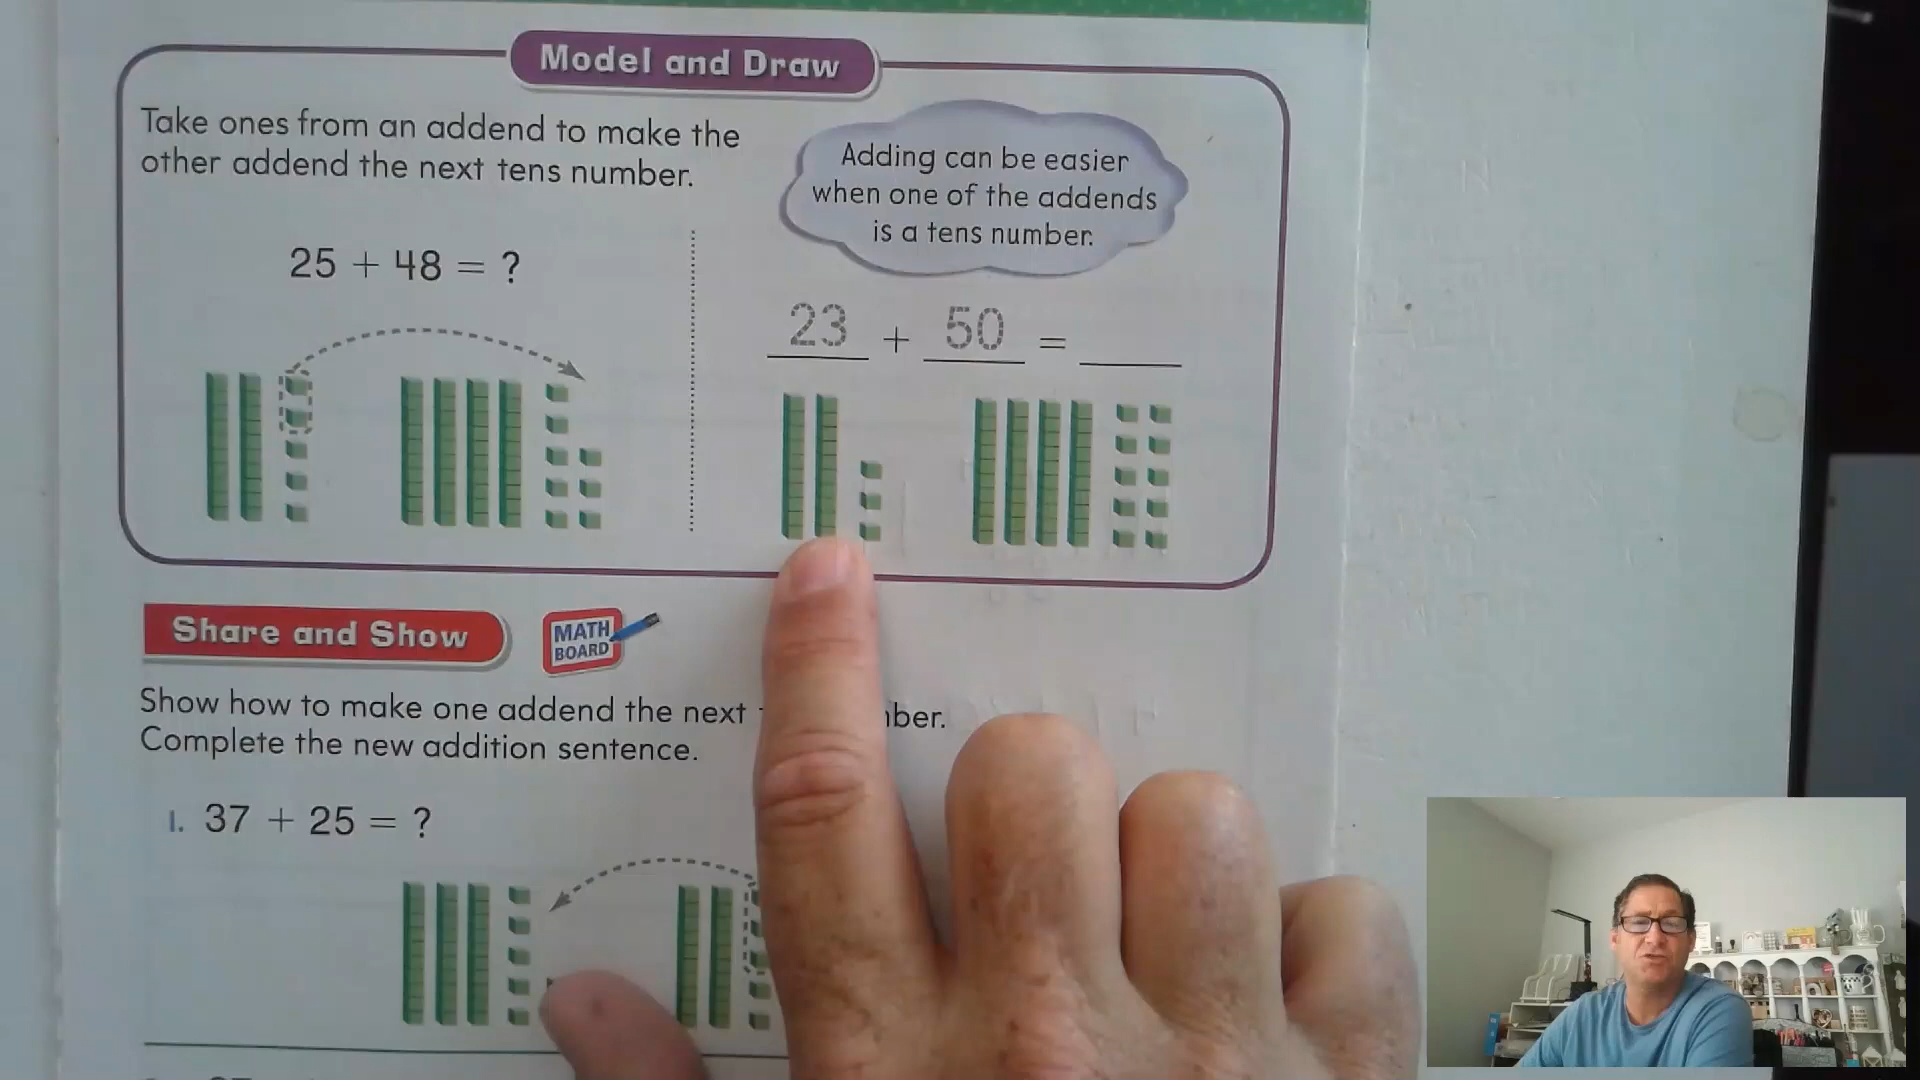 Model and Draw
Take ones from an addend to make the
other addend the next tens number.
Adding can be easier
when one of the addends
is a tens number.
25 + 48 = ?
23 + 50 =
Share and Show
MATH
BOARD
Show how to make one addend the next
Complete the new addition sentence.
1. 37 + 25 = ?